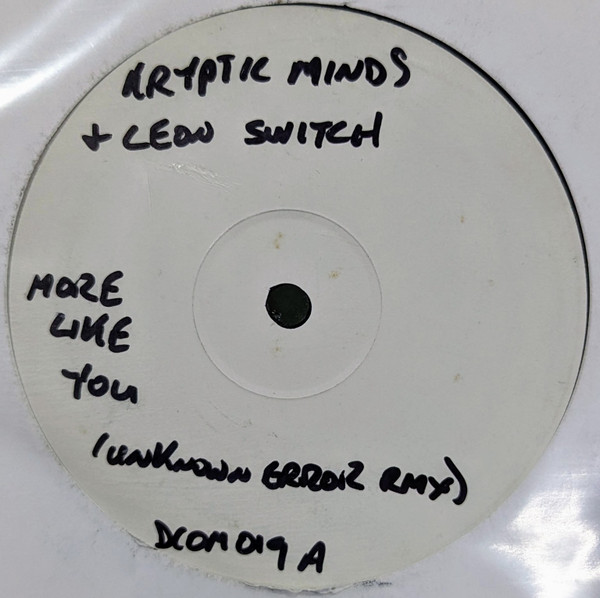 KRYPTIC MINDS
+ LEON SWITCH
MORE
LIKE
YOU
(UNKNOWN ERROR RMX)
DCOM019 A